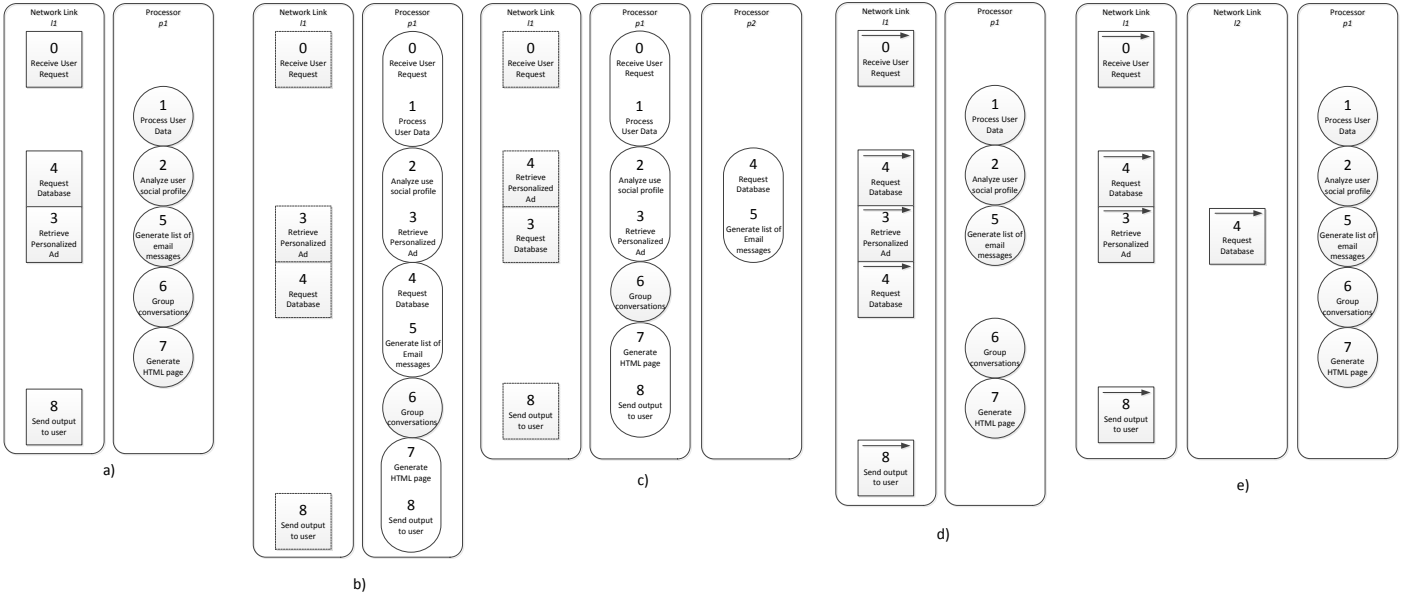 Network Link
l1
0
Receive User
Request
4
Request
Database
3
Retrieve
Personalized
Ad
8
Send output
to user
Processor
p1
1
Process User
Data
2
Analyze user
social profile
5
Generate list of
email
messages
6
Group
conversations
7
Generate
HTML page
a)
Network Link
l1
0
Receive User
Request
3
Retrieve
Personalized
Ad
4
Request
Database
8
Send output
to user
Processor
p1
0
Receive User
Request
1
Process
User Data
2
Analyze use
social profile
3
Retrieve
Personalized
Ad
4
Request
Database
5
Generate list of
Email
messages
6
Group
conversations
7
Generate
HTML page
8
Send output
to user
b)
Network Link
l1
0
Receive User
Request
4
Retrieve
Personalized
Ad
3
Request
Database
8
Send output
to user
Processor
p1
0
Receive User
Request
1
Process
User Data
2
Analyze use
social profile
3
Retrieve
Personalized
Ad
6
Group
conversations
7
Generate
HTML page
8
Send output
to user
Processor
p2
4
Request
Database
5
Generate list of
Email
messages
c)
Network Link
l1
0
Receive User
Request
4
Request
Database
3
Retrieve
Personalized
Ad
4
Request
Database
8
Send output
to user
Processor
p1
1
Process User
Data
2
Analyze user
social profile
5
Generate list of
email
messages
6
Group
conversations
7
Generate
HTML page
d)
Network Link
l1
0
Receive User
Request
4
Request
Database
3
Retrieve
Personalized
Ad
8
Send output
to user
Network Link
l2
4
Request
Database
Processor
p1
1
Process User
Data
2
Analyze user
social profile
5
Generate list of
email
messages
6
Group
conversations
7
Generate
HTML page
e)